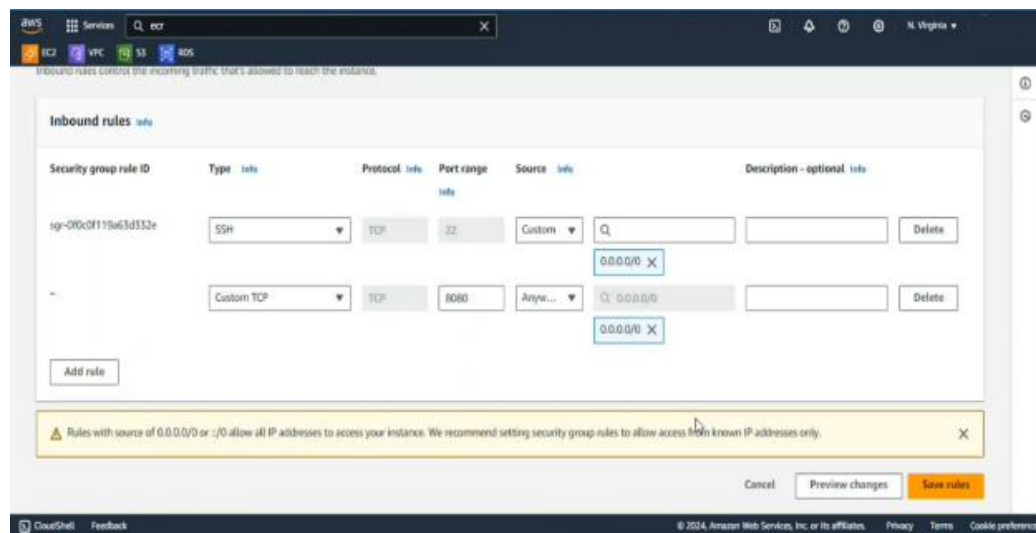 aws Services ecr N. Virginia
EC2 VPC S3 RDS
Inbound rules control the incoming traffic that's allowed to reach the instance.
Inbound rules Info
Security group rule ID Type Info Protocol Info Port range Info Source Info Description - optional Info
sgr-0f0c0f119a63d332e SSH TCP 22 Custom Delete
0.0.0.0/0
- Custom TCP TCP 8080 Anyw... 0.0.0.0/0 Delete
0.0.0.0/0
Add rule
Rules with source of 0.0.0.0/0 or ::/0 allow all IP addresses to access your instance. We recommend setting security group rules to allow access from known IP addresses only.
Cancel Preview changes Save rules
CloudShell Feedback © 2024, Amazon Web Services, Inc. or its affiliates. Privacy Terms Cookie preference